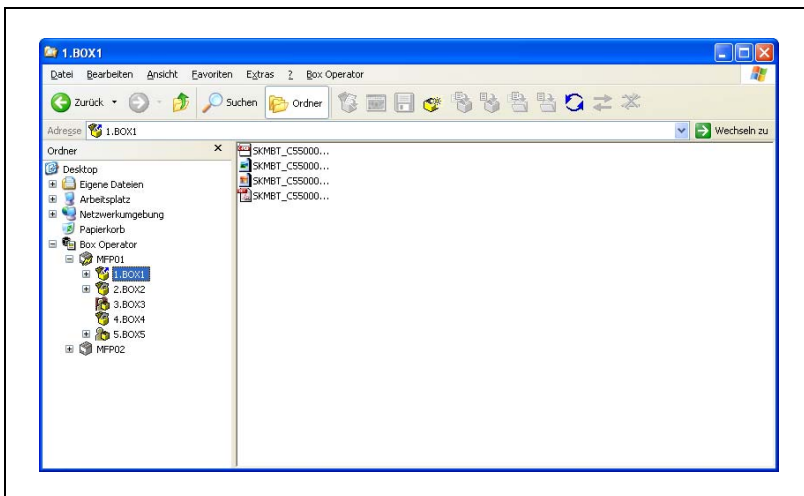 1.BOX1
Datei Bearbeiten Ansicht Favoriten Extras ? Box Operator
Zurück Suchen Ordner
Adresse 1.BOX1 Wechseln zu
Ordner
Desktop
Eigene Dateien
Arbeitsplatz
Netzwerkumgebung
Papierkorb
Box Operator
MFP01
1.BOX1
2.BOX2
3.BOX3
4.BOX4
5.BOX5
MFP02
SKMBT_C55000...
SKMBT_C55000...
SKMBT_C55000...
SKMBT_C55000...